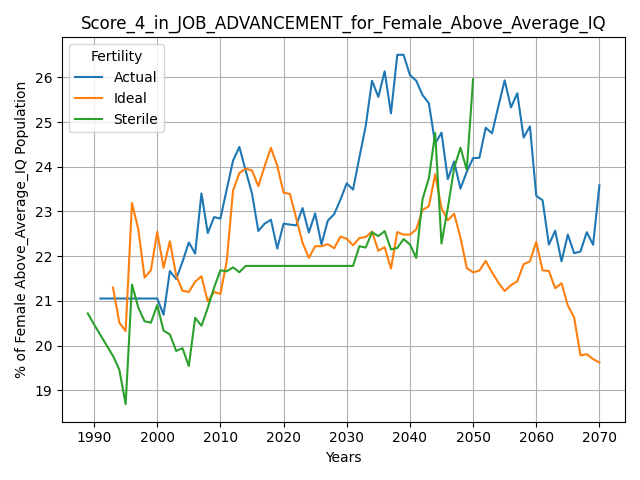 Score_4_in_JOB_ADVANCEMENT_for_Female_Above_Average_IQ
% of Female Above_Average_IQ Population
Fertility
Actual
Ideal
Sterile
26
25
24
23
22
21
20
19
1990 2000 2010 2020 2030 2040 2050 2060 2070
Years